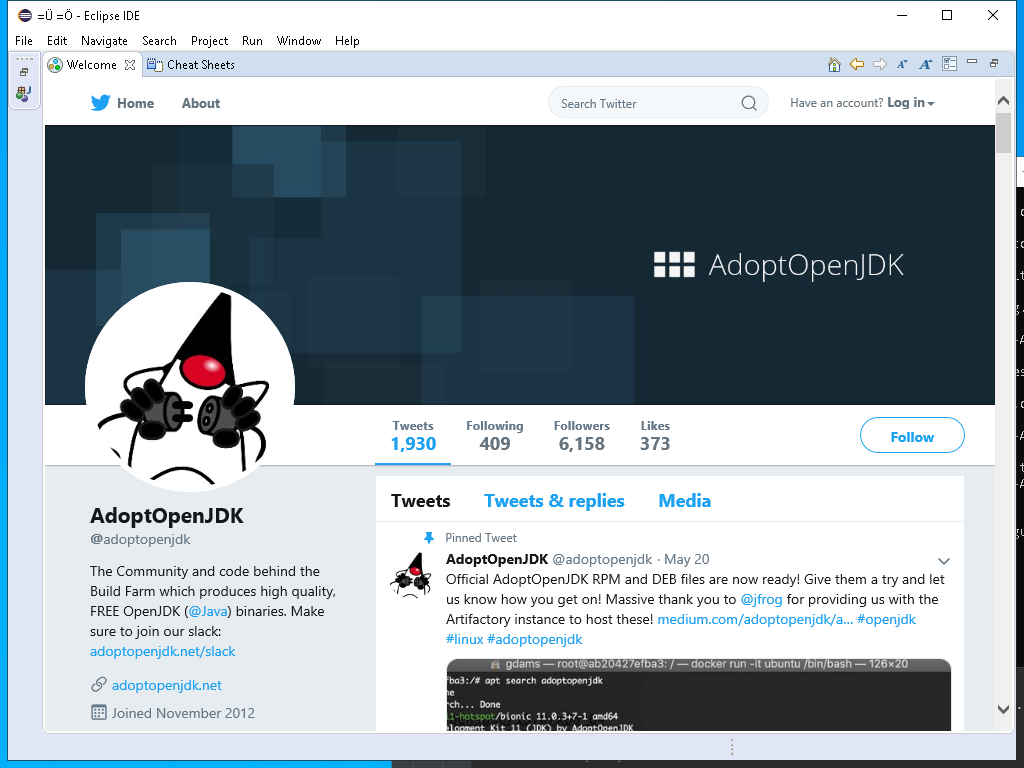 =Ü =Ö - Eclipse IDE
File Edit Navigate Search Project Run Window Help
Welcome Cheat Sheets
Home About Search Twitter Have an account? Log in
AdoptOpenJDK
Tweets Following Followers Likes
1,930 409 6,158 373
Follow
AdoptOpenJDK
@adoptopenjdk
The Community and code behind the
Build Farm which produces high quality,
FREE OpenJDK (@Java) binaries. Make
sure to join our slack:
adoptopenjdk.net/slack
adoptopenjdk.net
Joined November 2012
Tweets Tweets & replies Media
Pinned Tweet
AdoptOpenJDK @adoptopenjdk · May 20
Official AdoptOpenJDK RPM and DEB files are now ready! Give them a try and let
us know how you get on! Massive thank you to @jfrog for providing us with the
Artifactory instance to host these! medium.com/adoptopenjdk/a... #openjdk
#linux #adoptopenjdk
gdams — root@ab20427efba3: / — docker run -it ubuntu /bin/bash — 126×20
fba3:/# apt search adoptopenjdk
ne
rch... Done
11-hotspot/bionic 11.0.3+7-1 amd64
elopment Kit 11 (JDK) by AdoptOpenJDK